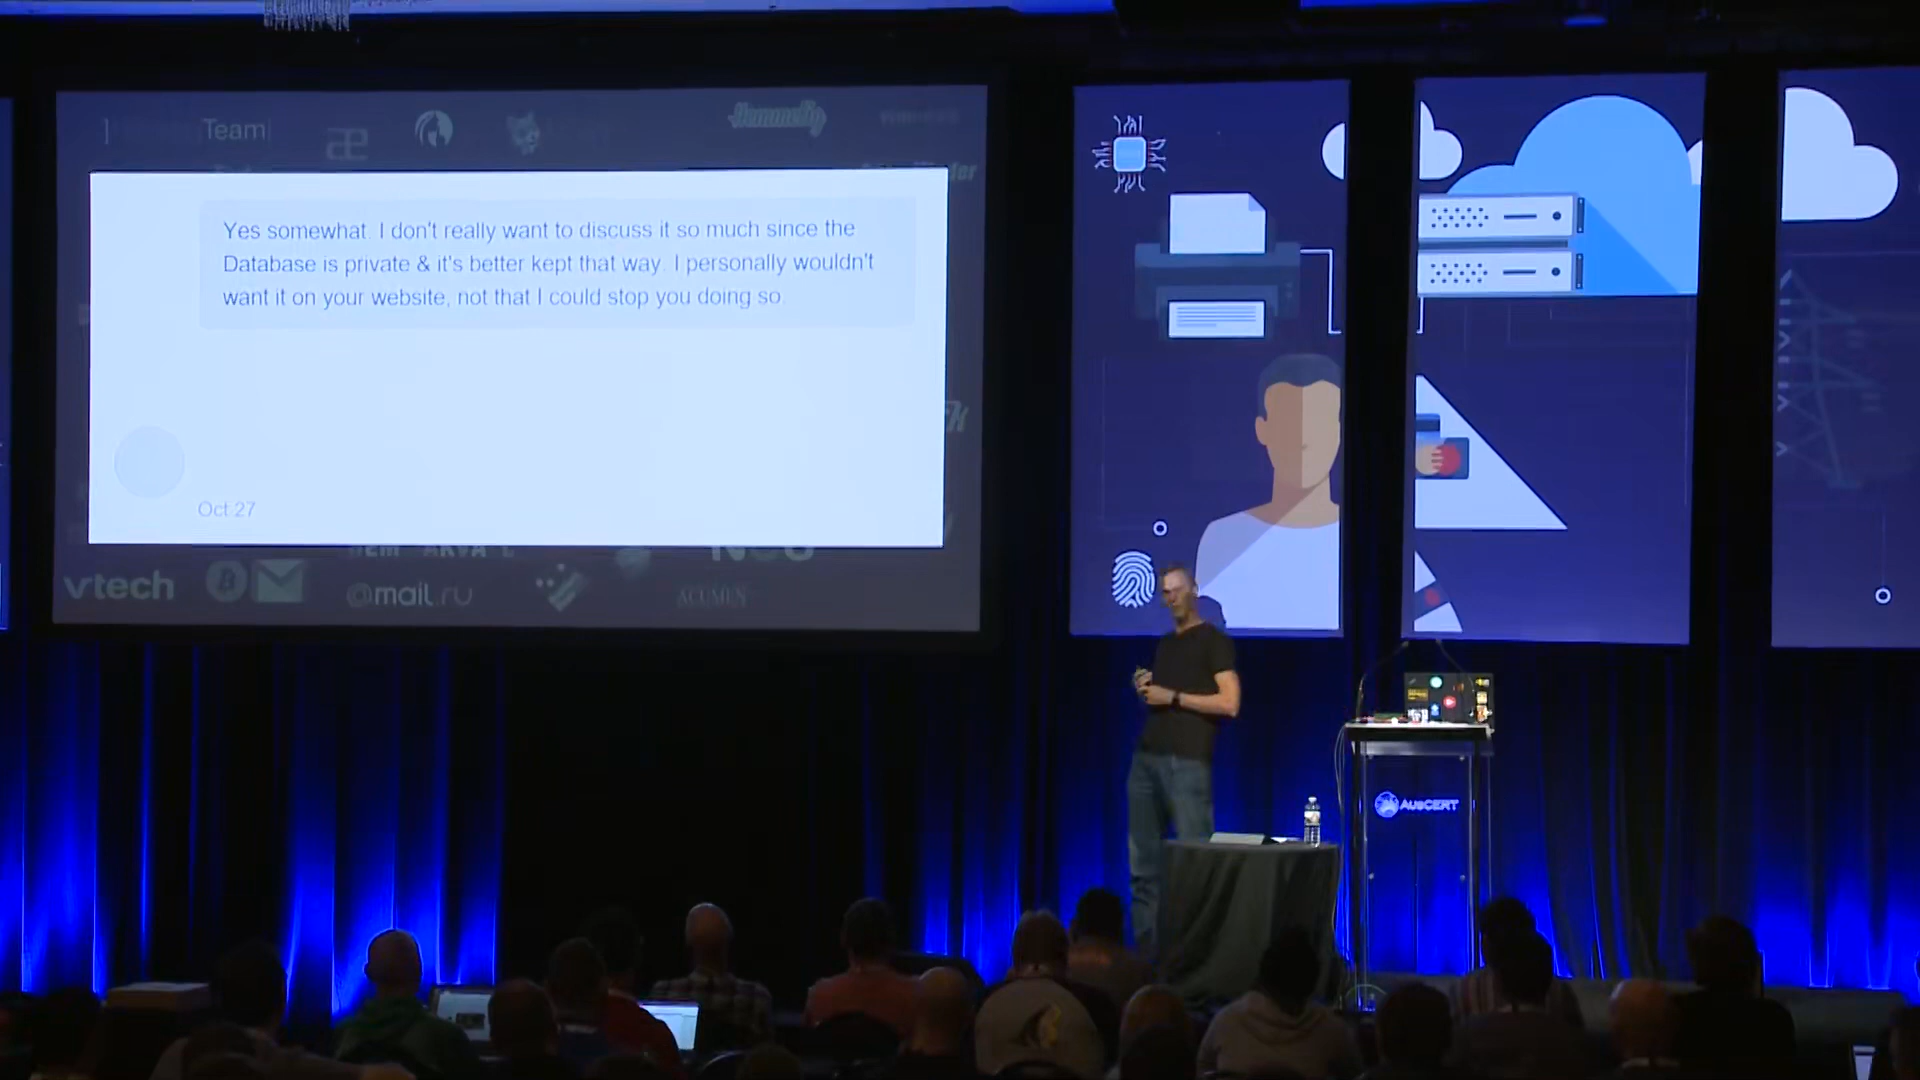 Team
æ
Yes somewhat. I don't really want to discuss it so much since the
Database is private & it's better kept that way. I personally wouldn't
want it on your website, not that I could stop you doing so.
Oct 27
vtech
@mail.ru
ACUMEN
AusCERT